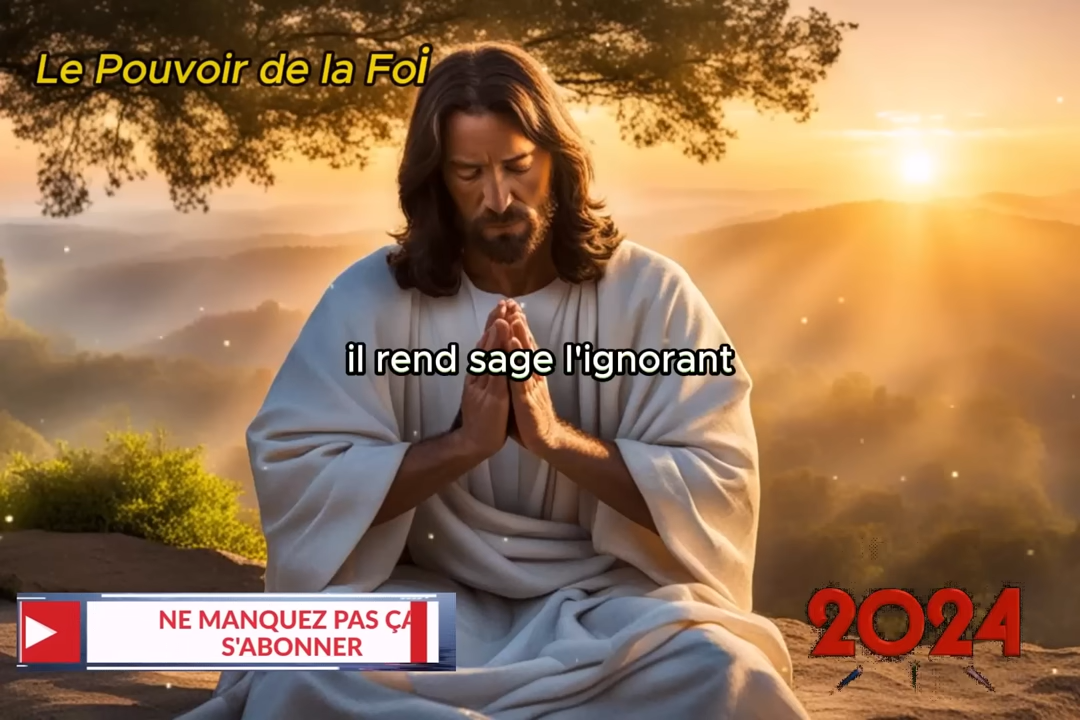 Le Pouvoir de la Foi
il rend sage l'ignorant
NE MANQUEZ PAS ÇA
S'ABONNER
2024